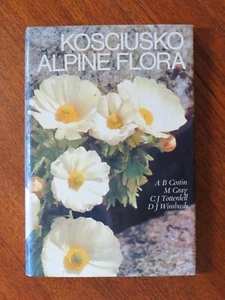 KOSCIUSKO
ALPINE FLORA
A B Costin
M Gray
C J Totterdell
D J Wimbush